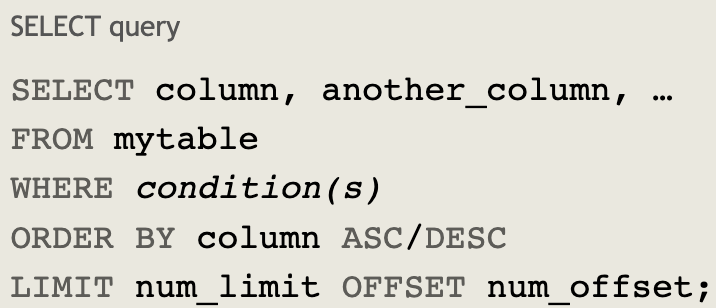 SELECT query
SELECT column, another_column, …
FROM mytable
WHERE condition(s)
ORDER BY column ASC/DESC
LIMIT num_limit OFFSET num_offset;